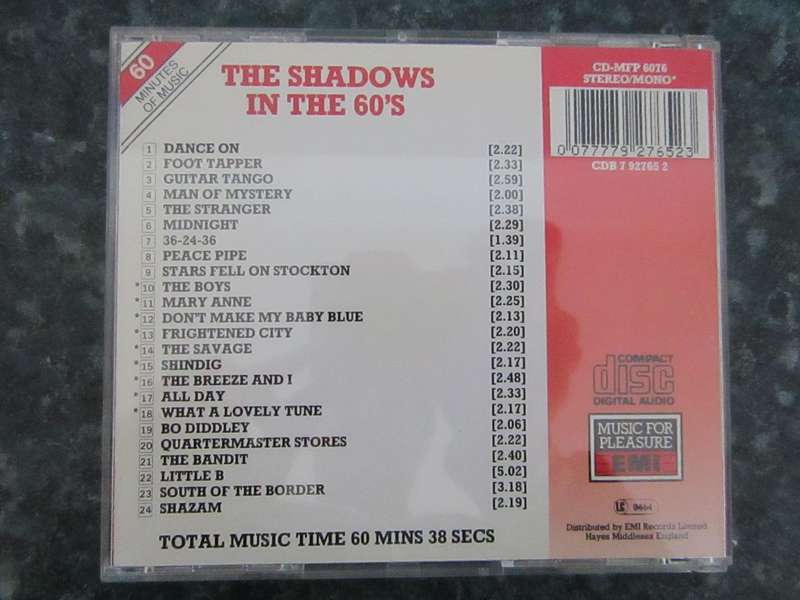 60
MINUTES
OF MUSIC
THE SHADOWS
IN THE 60'S
CD-MFP 6076
STEREO/MONO*
0 077779 276523
CDB 7 92765 2
1 DANCE ON [2.22]
2 FOOT TAPPER [2.33]
3 GUITAR TANGO [2.59]
4 MAN OF MYSTERY [2.00]
5 THE STRANGER [2.38]
6 MIDNIGHT [2.29]
7 36-24-36 [1.39]
8 PEACE PIPE [2.11]
9 STARS FELL ON STOCKTON [2.15]
*10 THE BOYS [2.30]
*11 MARY ANNE [2.25]
*12 DON'T MAKE MY BABY BLUE [2.13]
*13 FRIGHTENED CITY [2.20]
*14 THE SAVAGE [2.22]
*15 SHINDIG [2.17]
*16 THE BREEZE AND I [2.48]
*17 ALL DAY [2.33]
*18 WHAT A LOVELY TUNE [2.17]
19 BO DIDDLEY [2.06]
20 QUARTERMASTER STORES [2.22]
21 THE BANDIT [2.40]
22 LITTLE B [5.02]
23 SOUTH OF THE BORDER [3.18]
24 SHAZAM [2.19]
TOTAL MUSIC TIME 60 MINS 38 SECS
COMPACT
disc
DIGITAL AUDIO
MUSIC FOR
PLEASURE
EMI
LC
Distributed by EMI Records Limited
Hayes Middlesex England